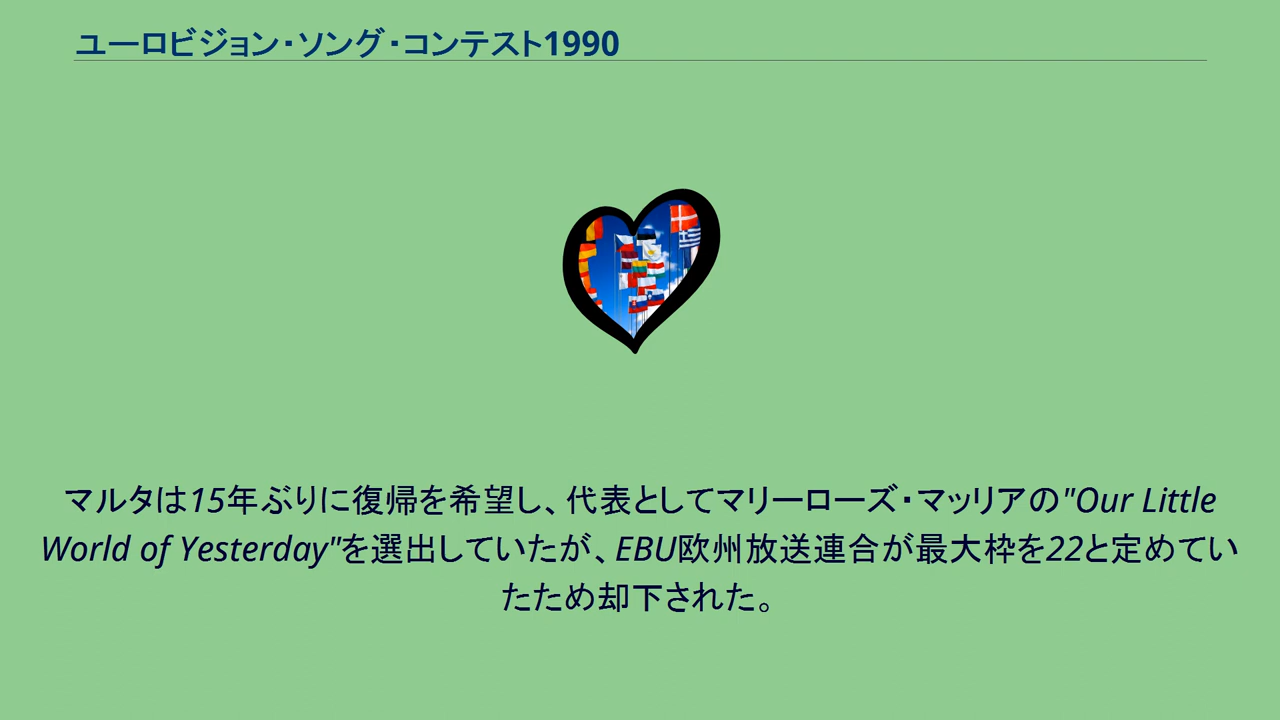 ユーロビジョン・ソング・コンテスト1990
マルタは15年ぶりに復帰を希望し、代表としてマリーローズ・マッリアの"Our Little
World of Yesterday"を選出していたが、EBU欧州放送連合が最大枠を22と定めてい
たため却下された。